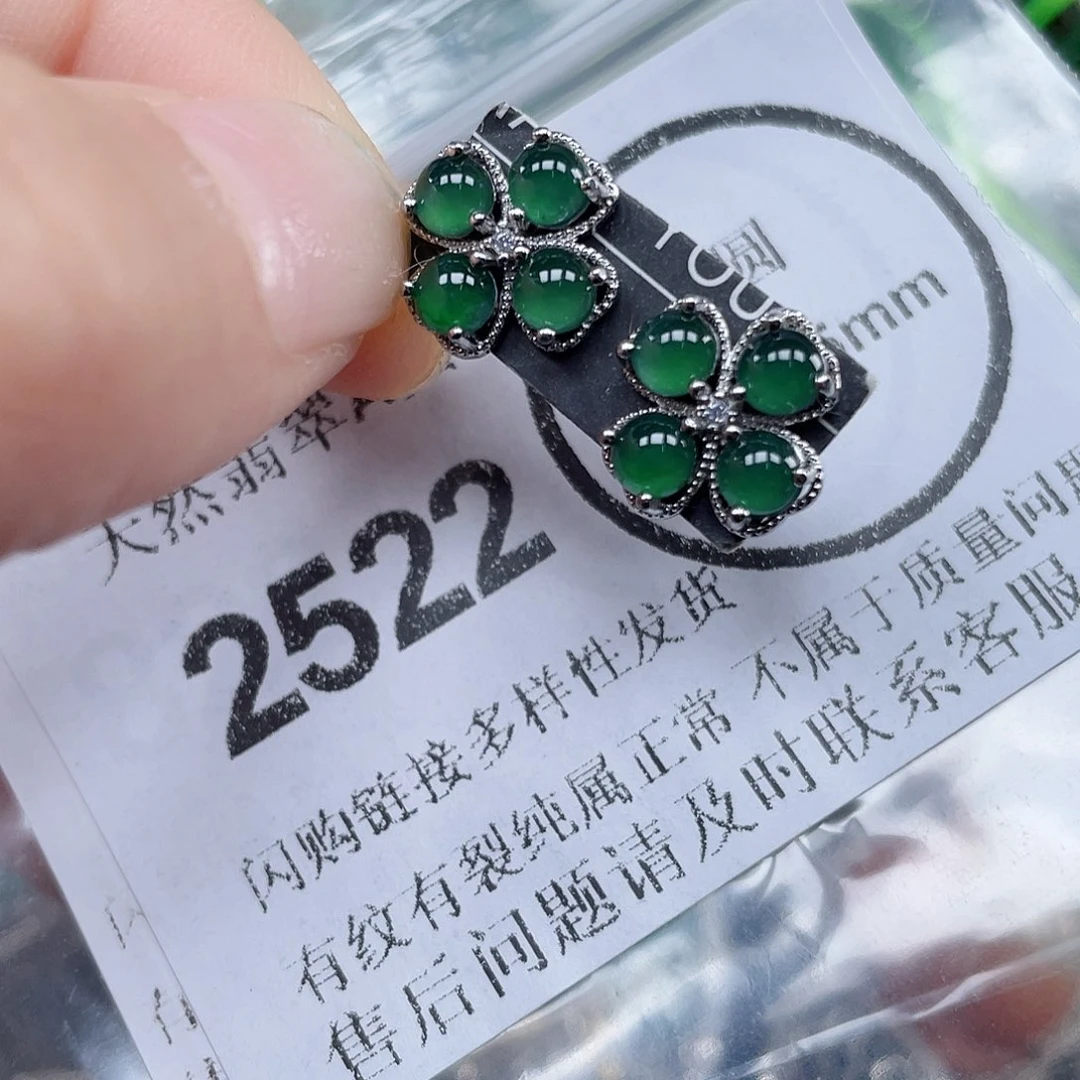 天然翡翠
圆
mm
2522
闪购链接多样性发货
有纹有裂纯属正常 不属于质量问题
售后问题请及时联系客服